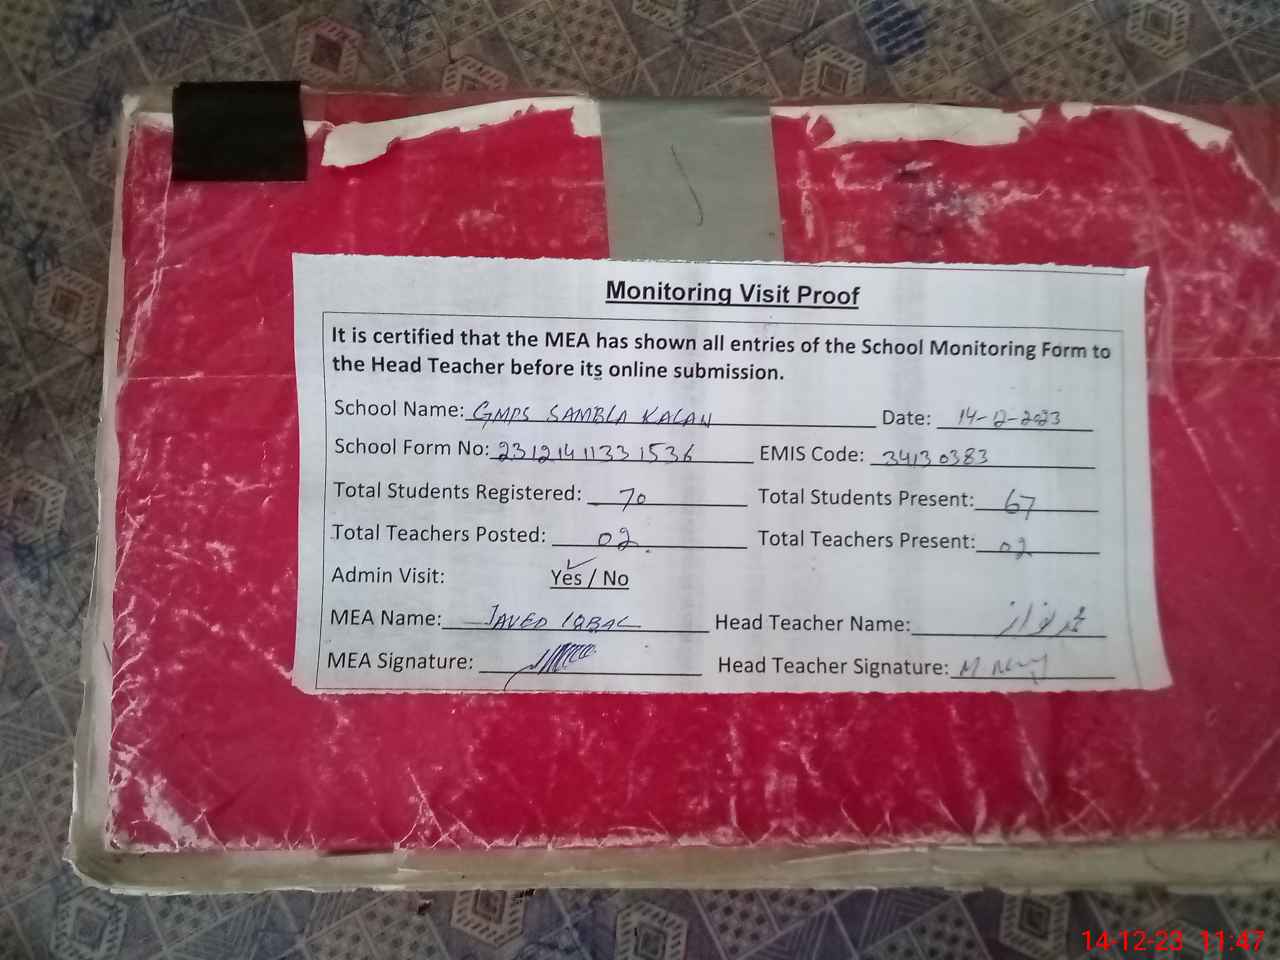 Monitoring Visit Proof
It is certified that the MEA has shown all entries of the School Monitoring Form to
the Head Teacher before its online submission.
School Name: GMPS SAMBLA KALAN Date: 14-12-2023
School Form No: 23121411331536 EMIS Code: 34130383
Total Students Registered: 70 Total Students Present: 67
Total Teachers Posted: 02 Total Teachers Present: 02
Admin Visit: Yes / No
MEA Name: JAVED IQBAL Head Teacher Name:
MEA Signature: Head Teacher Signature: M
14-12-23 11:47